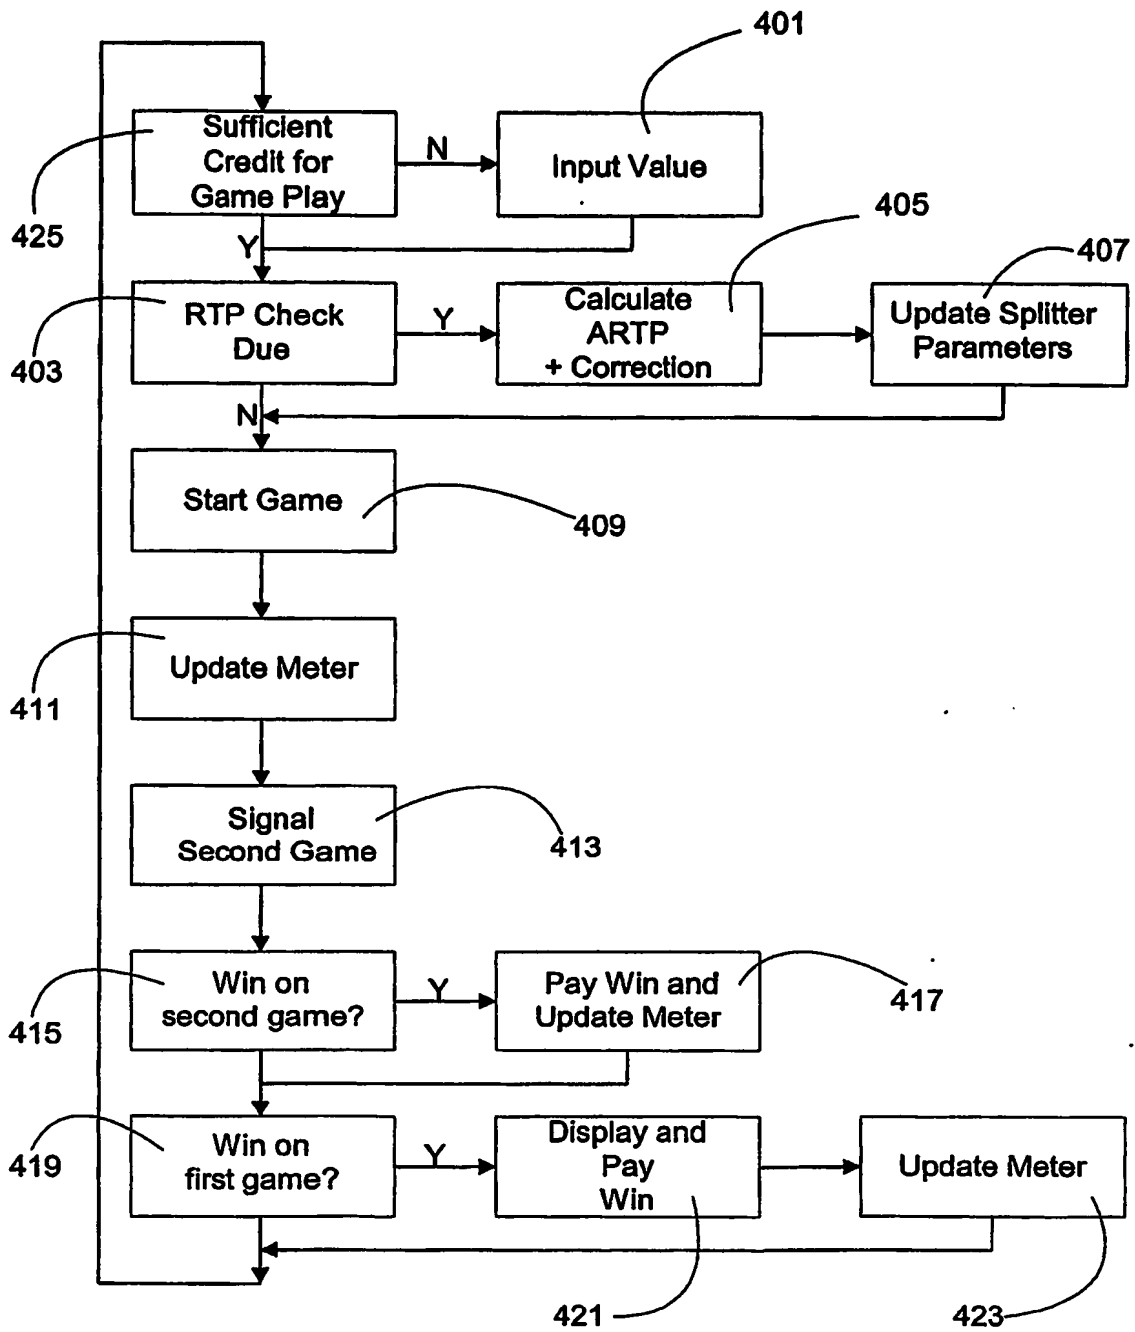 401
Sufficient
Credit for
Game Play
N
Input Value
425
405
Y
407
RTP Check
Due
Y
Calculate
ARTP
+ Correction
Update Splitter
Parameters
403
N
Start Game
409
Update Meter
411
Signal
Second Game
413
Win on
second game?
Y
Pay Win and
Update Meter
417
415
Win on
first game?
Y
Display and
Pay
Win
Update Meter
419
421
423